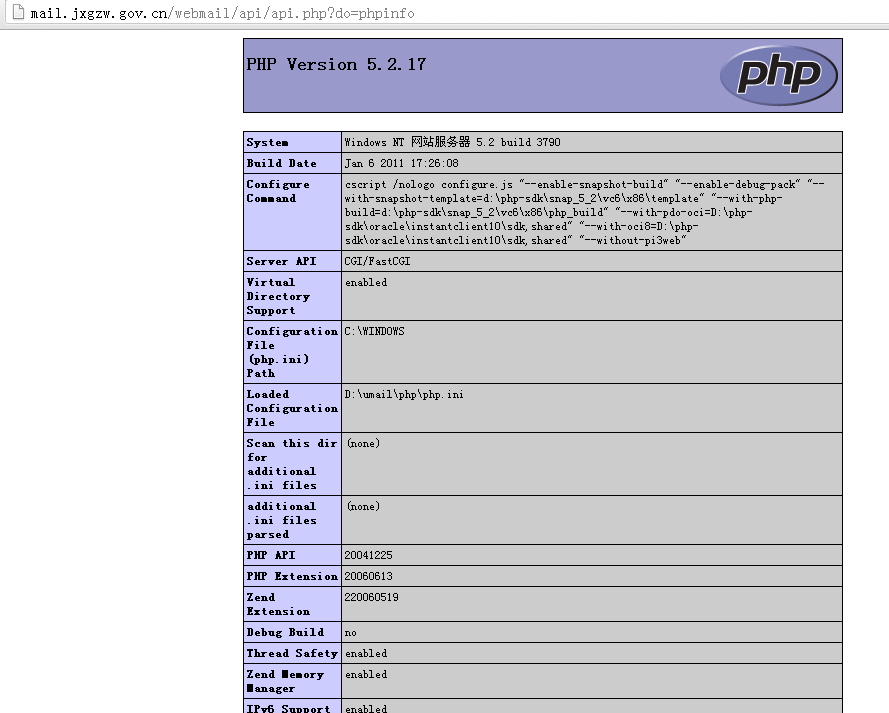 mail.jxgzw.gov.cn/webmail/api/api.php?do=phpinfo
PHP Version 5.2.17
php
System
Windows NT 网站服务器 5.2 build 3790
Build Date
Jan 6 2011 17:26:08
Configure
Command
cscript /nologo configure.js "--enable-snapshot-build" "--enable-debug-pack" "--
with-snapshot-template=d:\php-sdk\snap_5_2\vc6\x86\template" "--with-php-
build=d:\php-sdk\snap_5_2\vc6\x86\php_build" "--with-pdo-oci=D:\php-
sdk\oracle\instantclient10\sdk,shared" "--with-oci8=D:\php-
sdk\oracle\instantclient10\sdk,shared" "--without-pi3web"
Server API
CGI/FastCGI
Virtual
Directory
Support
enabled
Configuration
File
(php.ini)
Path
C:\WINDOWS
Loaded
Configuration
File
D:\umail\php\php.ini
Scan this dir
for
additional
.ini files
(none)
additional
.ini files
parsed
(none)
PHP API
20041225
PHP Extension
20060613
Zend
Extension
220060519
Debug Build
no
Thread Safety
enabled
Zend Memory
Manager
enabled
IPv6 Support
enabled